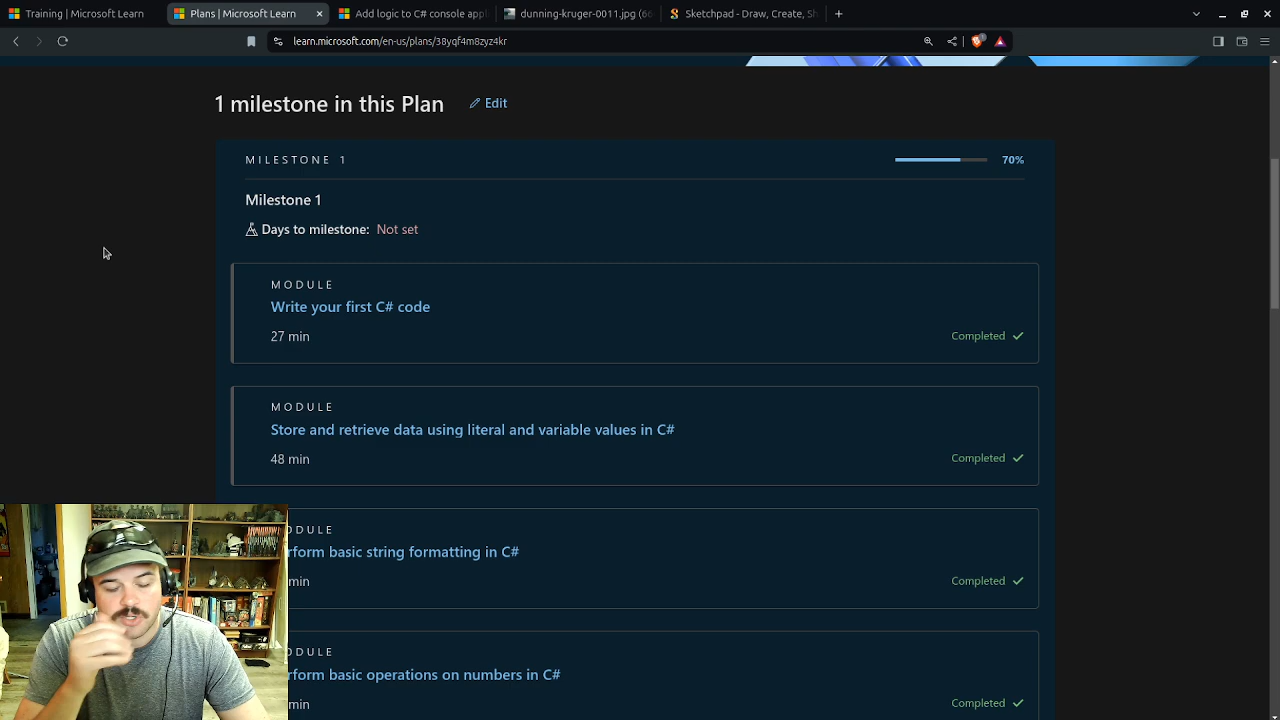 Training | Microsoft Learn
Plans | Microsoft Learn
Add logic to C# console appl
dunning-kruger-0011.jpg (66
Sketchpad - Draw, Create, Sh
learn.microsoft.com/en-us/plans/38yqf4m8zyz4kr
1 milestone in this Plan
Edit
MILESTONE 1
70%
Milestone 1
Days to milestone: Not set
MODULE
Write your first C# code
27 min
Completed
MODULE
Store and retrieve data using literal and variable values in C#
48 min
Completed
ODULE
rform basic string formatting in C#
min
Completed
ODULE
rform basic operations on numbers in C#
min
Completed